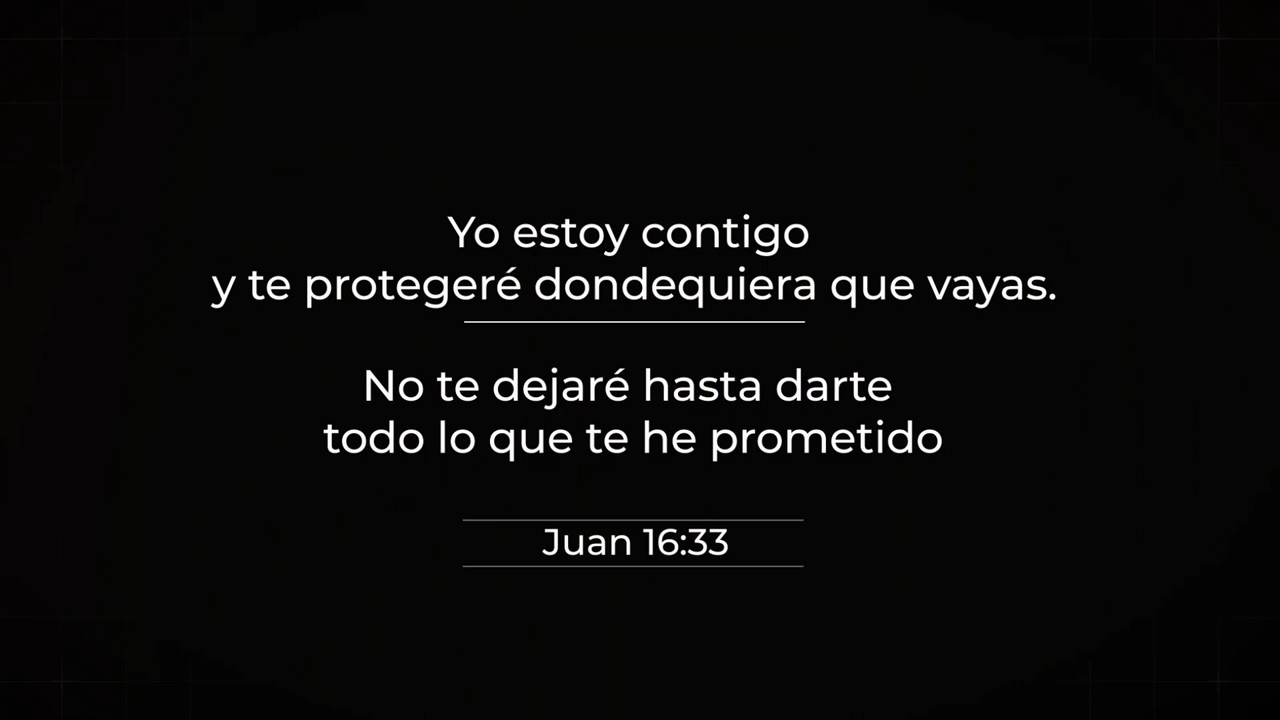 Yo estoy contigo
y te protegeré dondequiera que vayas.
No te dejaré hasta darte
todo lo que te he prometido
Juan 16:33